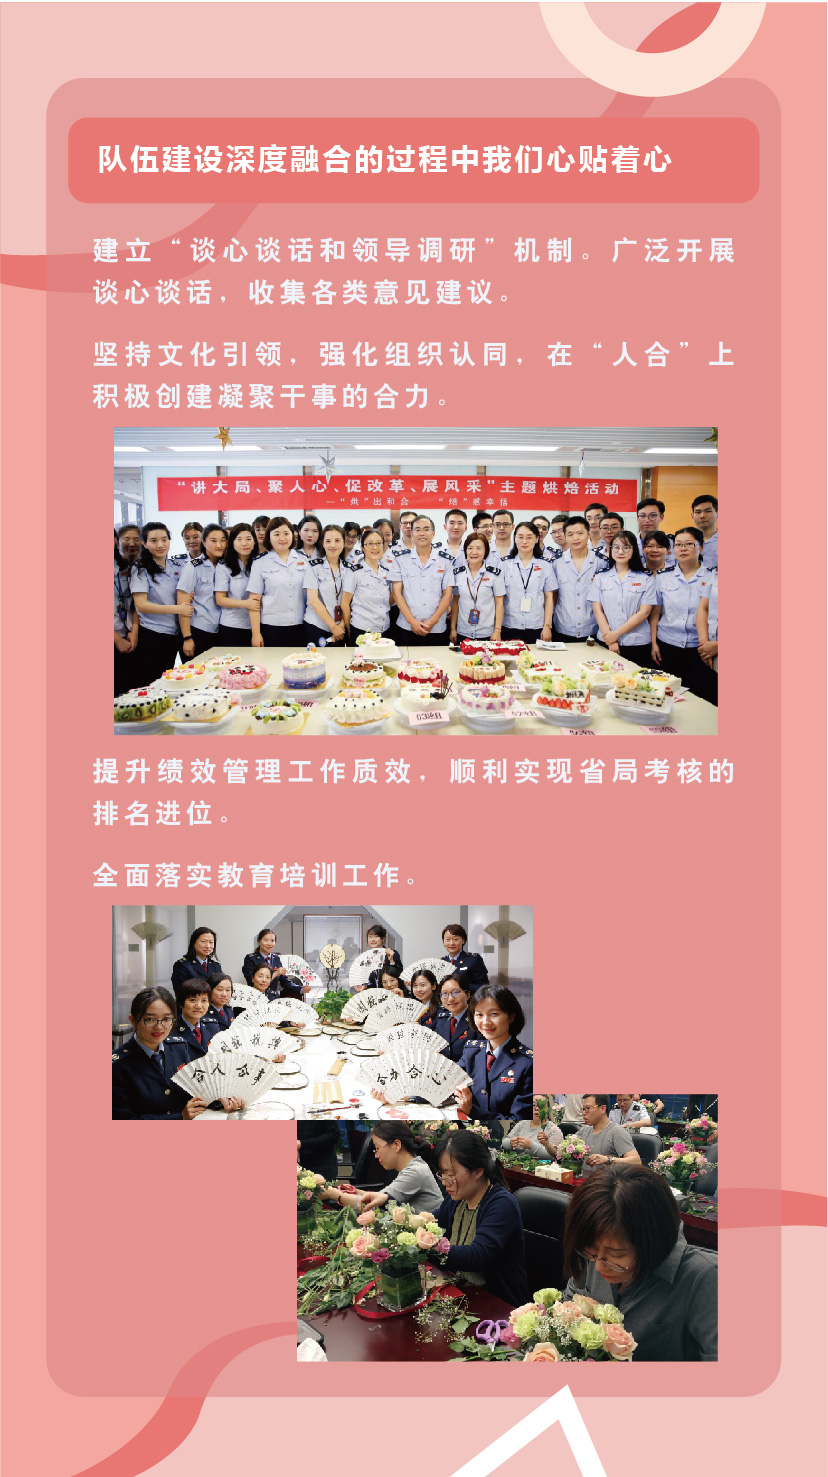 队伍建设深度融合的过程中我们心贴着心
建立“谈心谈话和领导调研”机制。广泛开展
谈心谈话，收集各类意见建议。
坚持文化引领，强化组织认同，在“人合”上
积极创建凝聚干事的合力。
“讲大局、聚人心、促改革、展风采”主题烘焙活动
—“烘”出和合 “焙”感幸福
提升绩效管理工作质效，顺利实现省局考核的
排名进位。
全面落实教育培训工作。
合人合事
合力合心